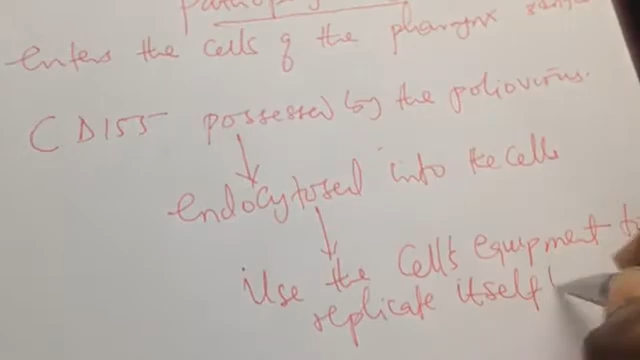 enters the cells of the pharynx
CD155 possessed by the poliovirus.
endocytosed into the cells
Use the Cell's equipment to
replicate itself